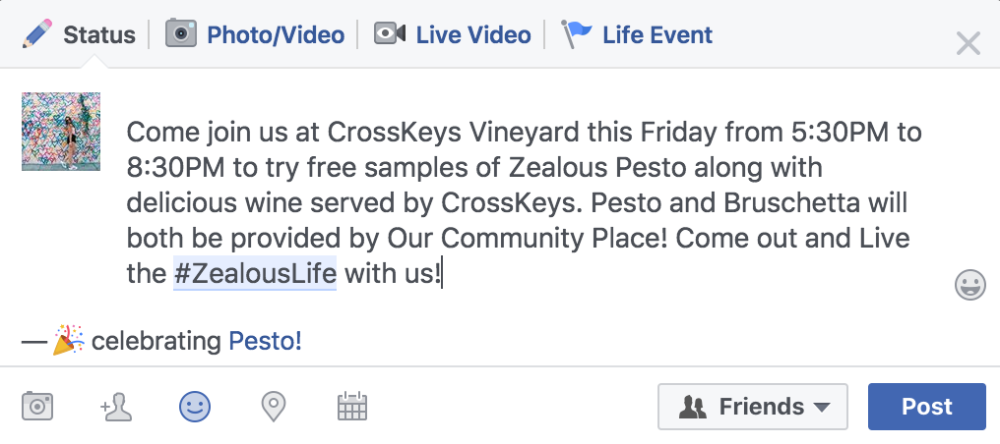 Status Photo/Video Live Video Life Event
Come join us at CrossKeys Vineyard this Friday from 5:30PM to
8:30PM to try free samples of Zealous Pesto along with
delicious wine served by CrossKeys. Pesto and Bruschetta will
both be provided by Our Community Place! Come out and Live
the #ZealousLife with us!
— 🎉 celebrating Pesto!
Friends Post